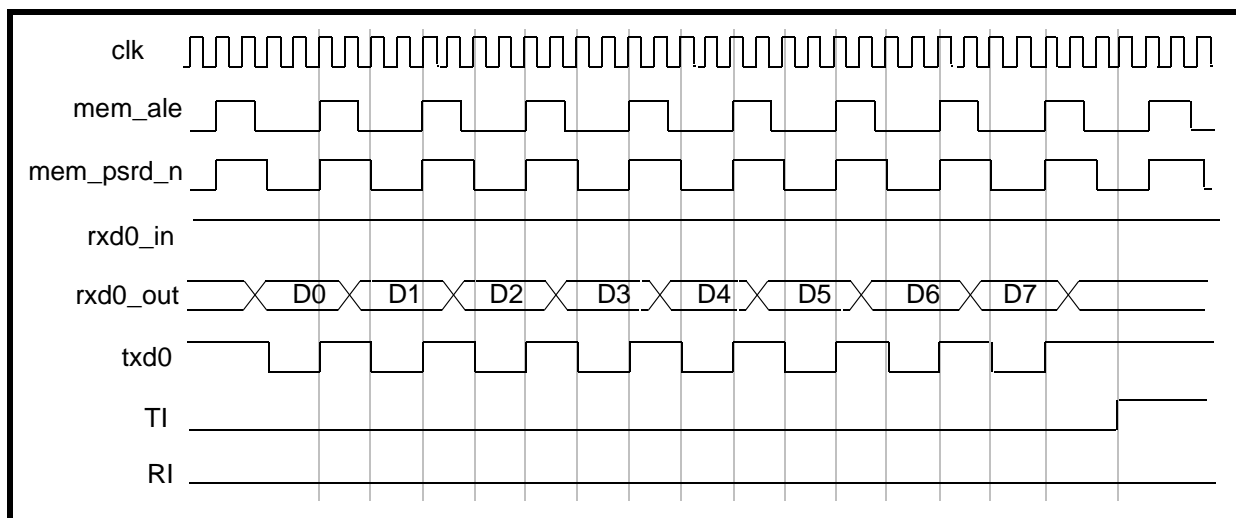 clk
mem_ale
mem_psrd_n
rxd0_in
rxd0_out D0 D1 D2 D3 D4 D5 D6 D7
txd0
TI
RI